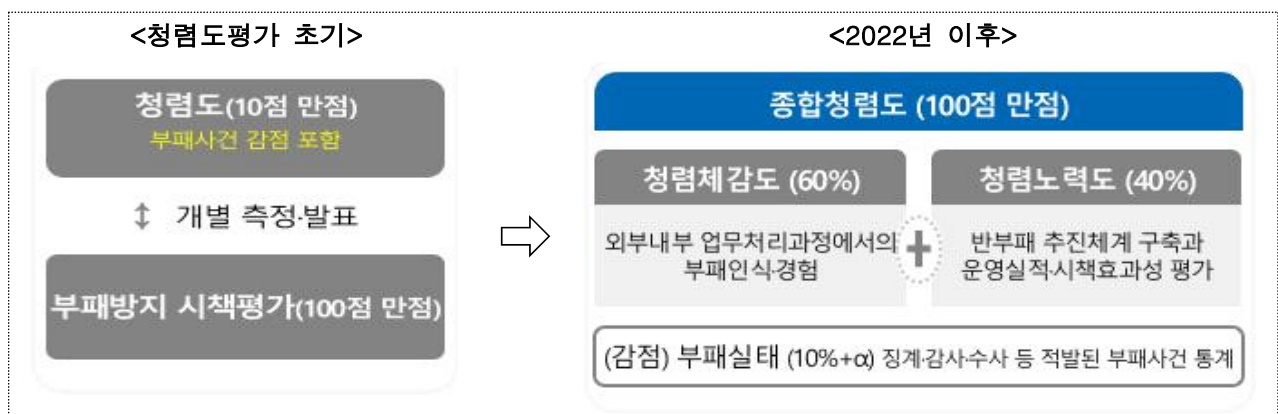 <청렴도평가 초기>
청렴도(10점 만점)
부패사건 감점 포함
↕ 개별 측정·발표
부패방지 시책평가(100점 만점)
<2022년 이후>
종합청렴도 (100점 만점)
청렴체감도 (60%)
외부내부 업무처리과정에서의
부패인식·경험
+
청렴노력도 (40%)
반부패 추진체계 구축과
운영실적·시책효과성 평가
(감점) 부패실태 (10%+α) 징계·감사·수사 등 적발된 부패사건 통계